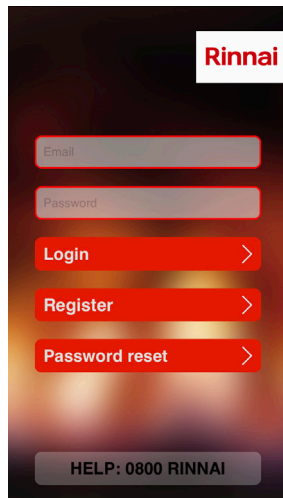 Rinnai
Email
Password
Login
Register
Password reset
HELP: 0800 RINNAI